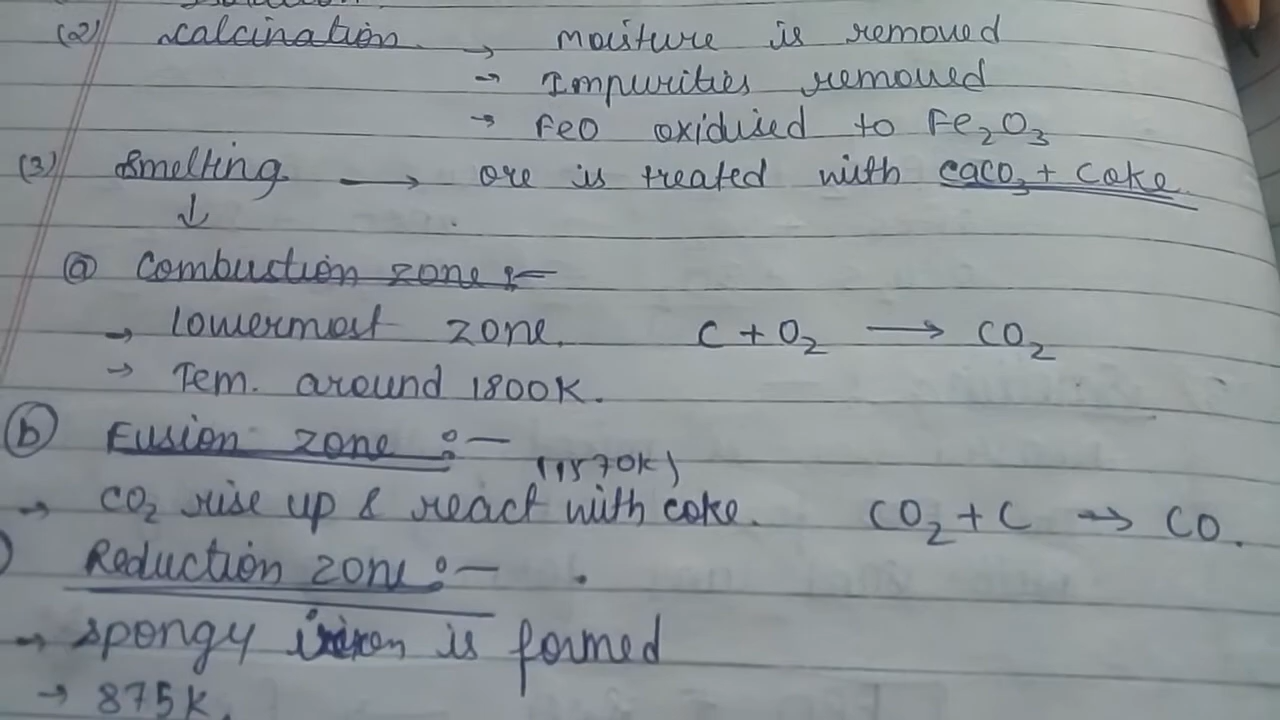 (2) calcination → moisture is removed
→ Impurities removed
→ FeO oxidised to Fe₂O₃
(3) Smelting → ore is treated with CaCO₃ + Coke.
↓
ⓐ Combustion zone :-
→ lowermost zone. C + O₂ → CO₂
→ Tem. around 1800K.
ⓑ Fusion zone :-
(1570K)
→ CO₂ rise up & react with coke. CO₂ + C → CO.
) Reduction zone :-
→ spongy iron is formed
→ 875K.